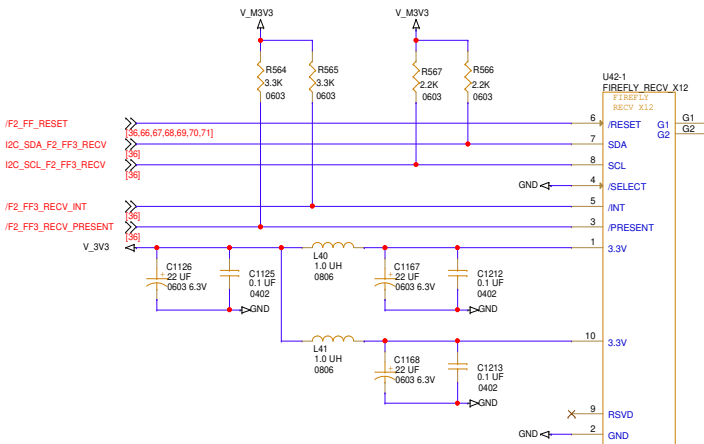 V_M3V3
V_M3V3
R564
3.3K
0603
R565
3.3K
0603
R567
2.2K
0603
R566
2.2K
0603
U42-1
FIREFLY_RECV_X12
FIREFLY
RECV X12
/F2_FF_RESET
[36,66,67,68,69,70,71]
6
/RESET
G1
G1
G2
G2
I2C_SDA_F2_FF3_RECV
[36]
7
SDA
I2C_SCL_F2_FF3_RECV
[36]
8
SCL
GND
4
/SELECT
/F2_FF3_RECV_INT
[36]
5
/INT
/F2_FF3_RECV_PRESENT
[36]
3
/PRESENT
V_3V3
1
3.3V
L40
1.0 UH
0806
C1126
+
22 UF
0603 6.3V
C1125
0.1 UF
0402
GND
C1167
+
22 UF
0603 6.3V
C1212
0.1 UF
0402
GND
10
3.3V
L41
1.0 UH
0806
C1168
+
22 UF
0603 6.3V
C1213
0.1 UF
0402
GND
9
RSVD
GND
2
GND